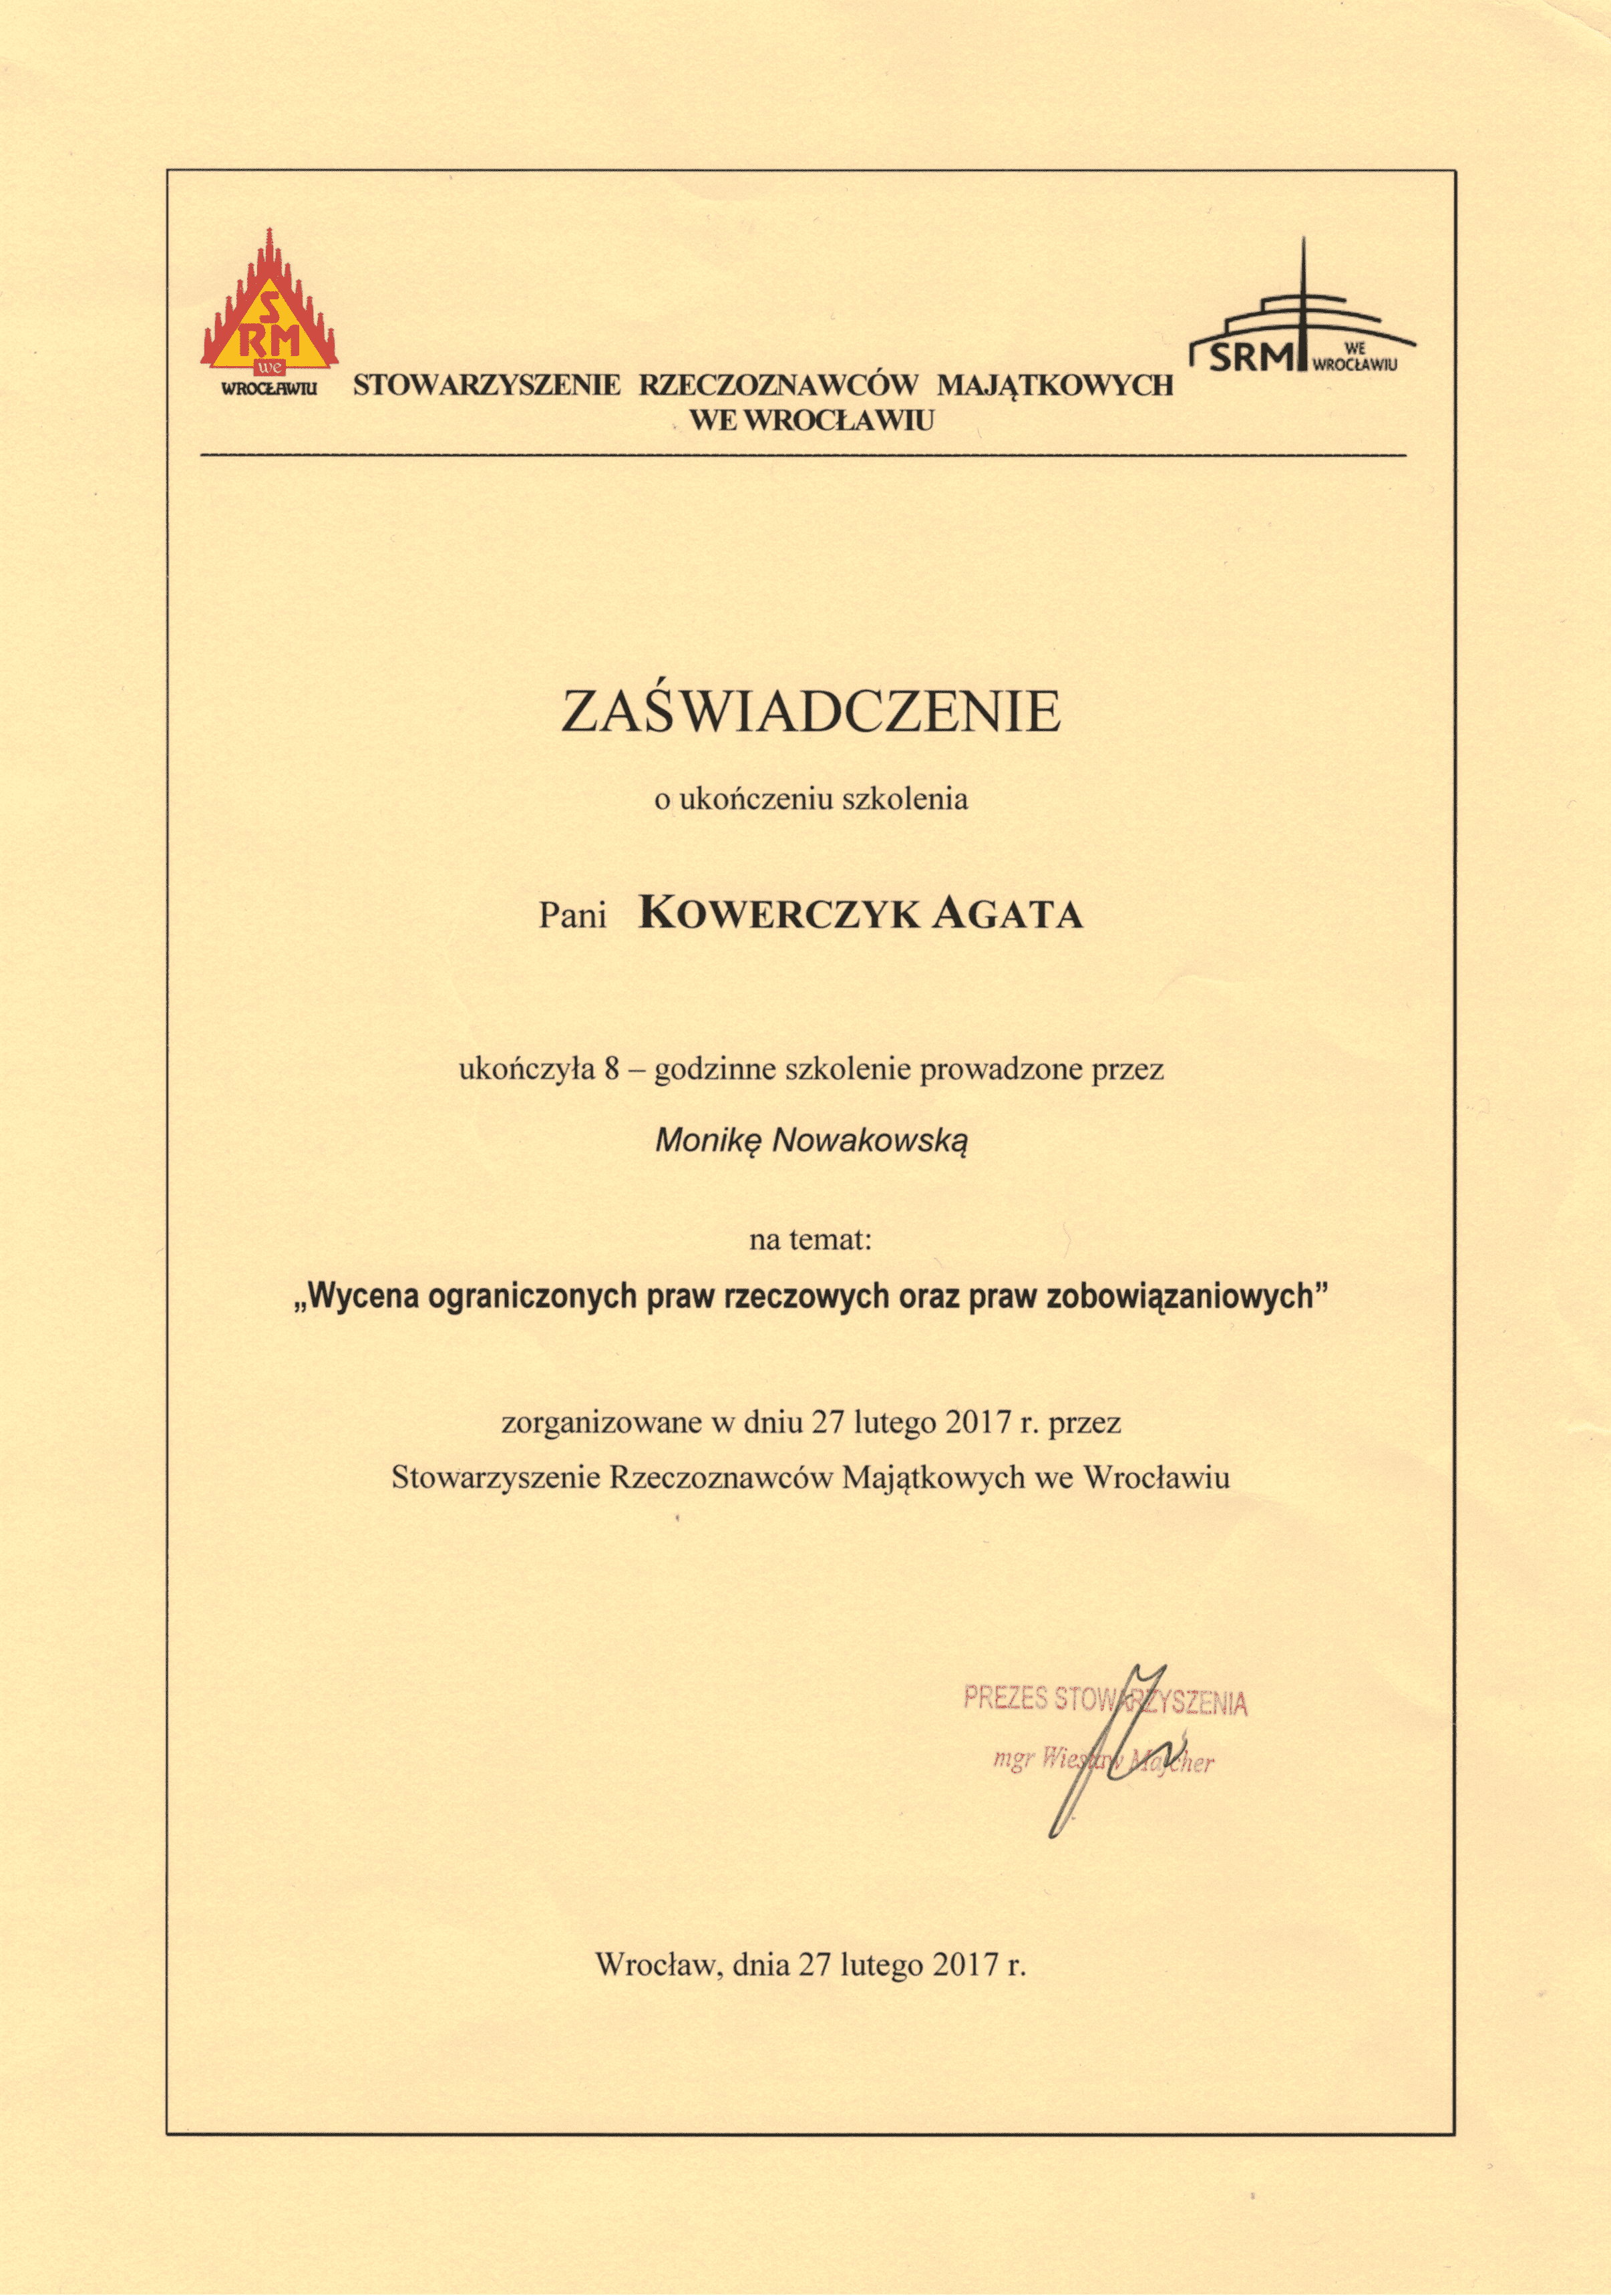 S
RM
we
WROCŁAWIU
SRM WE
WROCŁAWIU
STOWARZYSZENIE RZECZOZNAWCÓW MAJĄTKOWYCH
WE WROCŁAWIU
ZAŚWIADCZENIE
o ukończeniu szkolenia
Pani KOWERCZYK AGATA
ukończyła 8 – godzinne szkolenie prowadzone przez
Monikę Nowakowską
na temat:
„Wycena ograniczonych praw rzeczowych oraz praw zobowiązaniowych”
zorganizowane w dniu 27 lutego 2017 r. przez
Stowarzyszenie Rzeczoznawców Majątkowych we Wrocławiu
PREZES STOWARZYSZENIA
mgr Wiesław Majcher
Wrocław, dnia 27 lutego 2017 r.